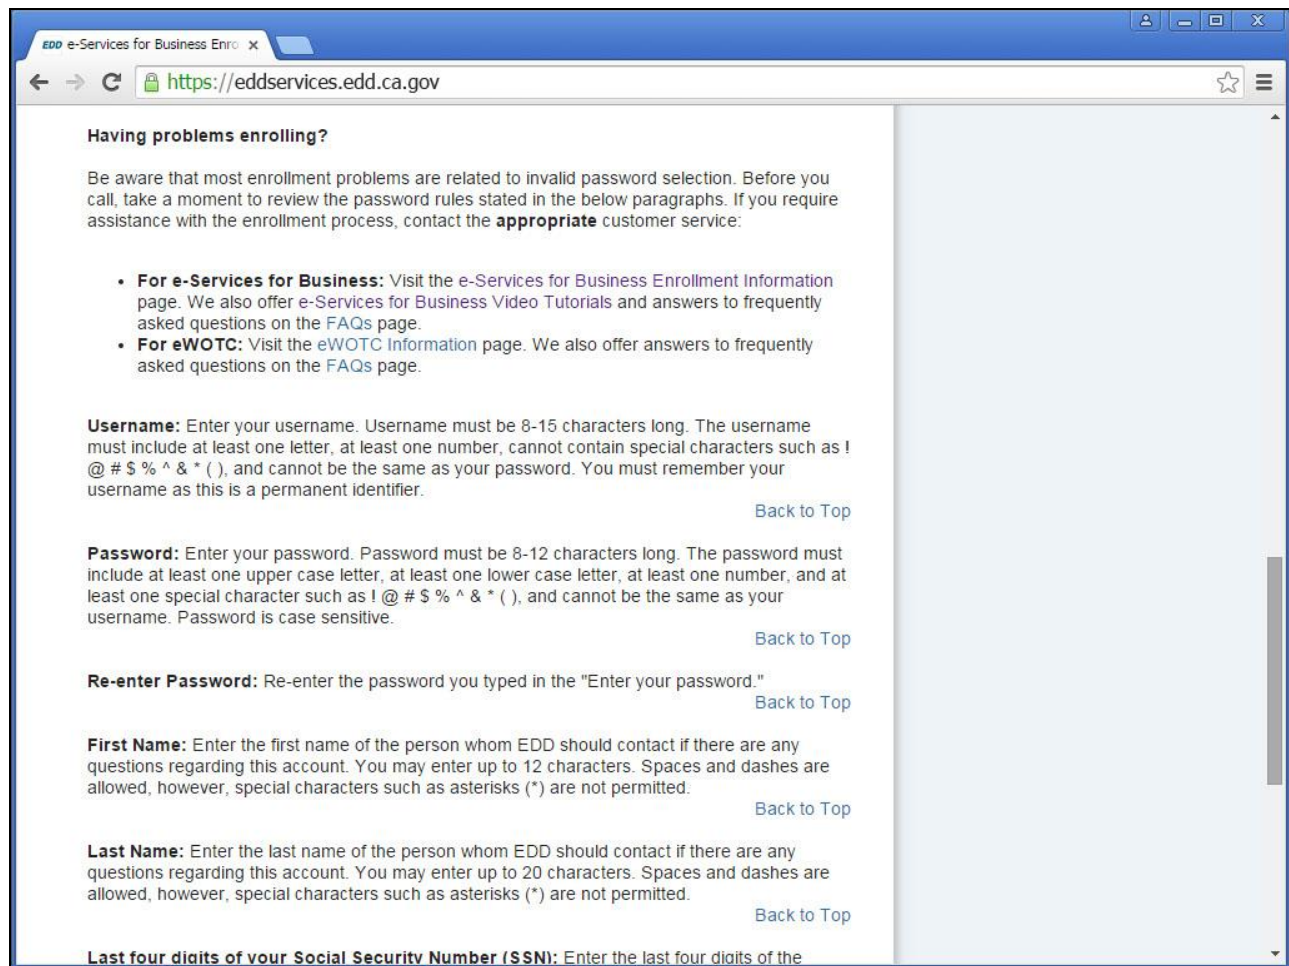 EDD e-Services for Business Enro
https://eddservices.edd.ca.gov
Having problems enrolling?
Be aware that most enrollment problems are related to invalid password selection. Before you
call, take a moment to review the password rules stated in the below paragraphs. If you require
assistance with the enrollment process, contact the appropriate customer service:
• For e-Services for Business: Visit the e-Services for Business Enrollment Information
page. We also offer e-Services for Business Video Tutorials and answers to frequently
asked questions on the FAQs page.
• For eWOTC: Visit the eWOTC Information page. We also offer answers to frequently
asked questions on the FAQs page.
Username: Enter your username. Username must be 8-15 characters long. The username
must include at least one letter, at least one number, cannot contain special characters such as !
@ # $ % ^ & * ( ), and cannot be the same as your password. You must remember your
username as this is a permanent identifier.
Back to Top
Password: Enter your password. Password must be 8-12 characters long. The password must
include at least one upper case letter, at least one lower case letter, at least one number, and at
least one special character such as ! @ # $ % ^ & * ( ), and cannot be the same as your
username. Password is case sensitive.
Back to Top
Re-enter Password: Re-enter the password you typed in the "Enter your password."
Back to Top
First Name: Enter the first name of the person whom EDD should contact if there are any
questions regarding this account. You may enter up to 12 characters. Spaces and dashes are
allowed, however, special characters such as asterisks (*) are not permitted.
Back to Top
Last Name: Enter the last name of the person whom EDD should contact if there are any
questions regarding this account. You may enter up to 20 characters. Spaces and dashes are
allowed, however, special characters such as asterisks (*) are not permitted.
Back to Top
Last four digits of your Social Security Number (SSN): Enter the last four digits of the